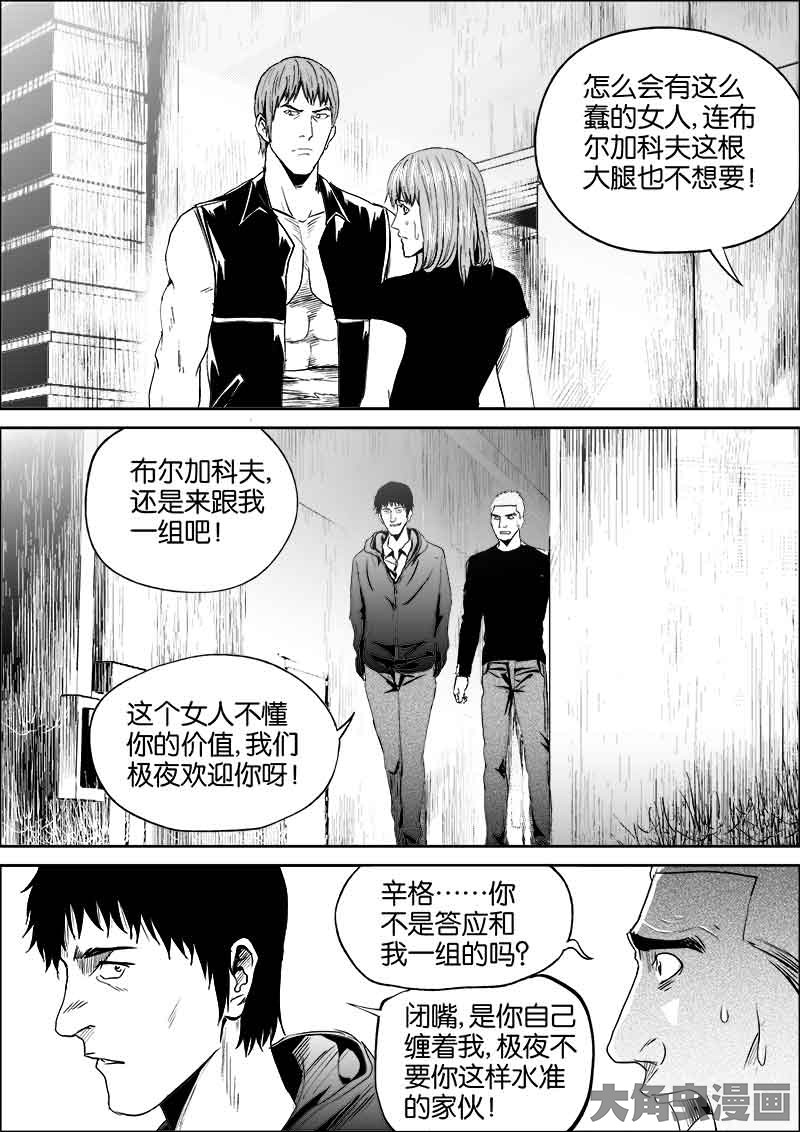 怎么会有这么
蠢的女人,连布
尔加科夫这根
大腿也不想要!
布尔加科夫,
还是来跟我
一组吧!
这个女人不懂
你的价值,我们
极夜欢迎你呀!
辛格……你
不是答应和
我一组的吗?
闭嘴,是你自己
缠着我,极夜不
要你这样水准
的家伙!
大角虫漫画